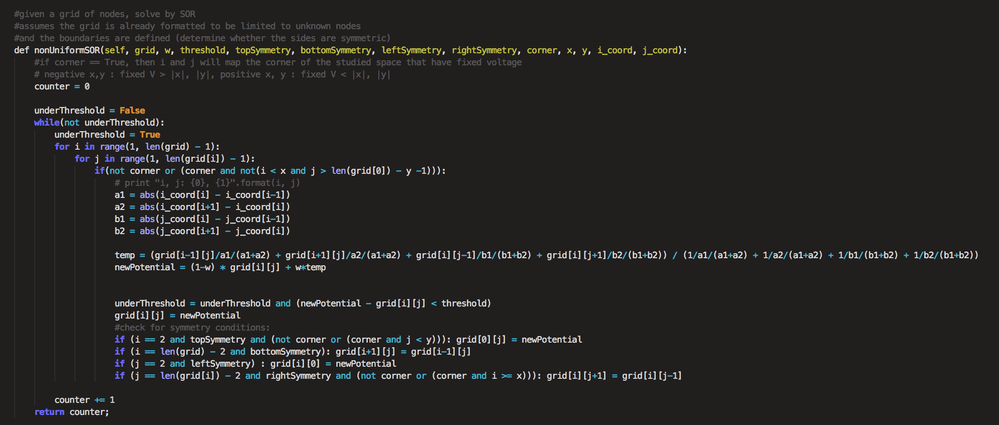 #given a grid of nodes, solve by SOR
#assumes the grid is already formatted to be limited to unknown nodes
#and the boundaries are defined (determine whether the sides are symmetric)
def nonUniformSOR(self, grid, w, threshold, topSymmetry, bottomSymmetry, leftSymmetry, rightSymmetry, corner, x, y, i_coord, j_coord):
    #if corner == True, then i and j will map the corner of the studied space that have fixed voltage
    # negative x,y : fixed V > |x|, |y|, positive x, y : fixed V < |x|, |y|
    counter = 0

    underThreshold = False
    while(not underThreshold):
        underThreshold = True
        for i in range(1, len(grid) - 1):
            for j in range(1, len(grid[i]) - 1):
                if(not corner or (corner and not(i < x and j > len(grid[0]) - y -1))):
                    # print "i, j: {0}, {1}".format(i, j)
                    a1 = abs(i_coord[i] - i_coord[i-1])
                    a2 = abs(i_coord[i+1] - i_coord[i])
                    b1 = abs(j_coord[i] - j_coord[i-1])
                    b2 = abs(j_coord[i+1] - j_coord[i])

                    temp = (grid[i-1][j]/a1/(a1+a2) + grid[i+1][j]/a2/(a1+a2) + grid[i][j-1]/b1/(b1+b2) + grid[i][j+1]/b2/(b1+b2)) / (1/a1/(a1+a2) + 1/a2/(a1+a2) + 1/b1/(b1+b2) + 1/b2/(b1+b2))
                    newPotential = (1-w) * grid[i][j] + w*temp


                    underThreshold = underThreshold and (newPotential - grid[i][j] < threshold)
                    grid[i][j] = newPotential
                    #check for symmetry conditions:
                    if (i == 2 and topSymmetry and (not corner or (corner and j < y))): grid[0][j] = newPotential
                    if (i == len(grid) - 2 and bottomSymmetry): grid[i+1][j] = grid[i-1][j]
                    if (j == 2 and leftSymmetry) : grid[i][0] = newPotential
                    if (j == len(grid[i]) - 2 and rightSymmetry and (not corner or (corner and i >= x))): grid[i][j+1] = grid[i][j-1]

        counter += 1
    return counter;